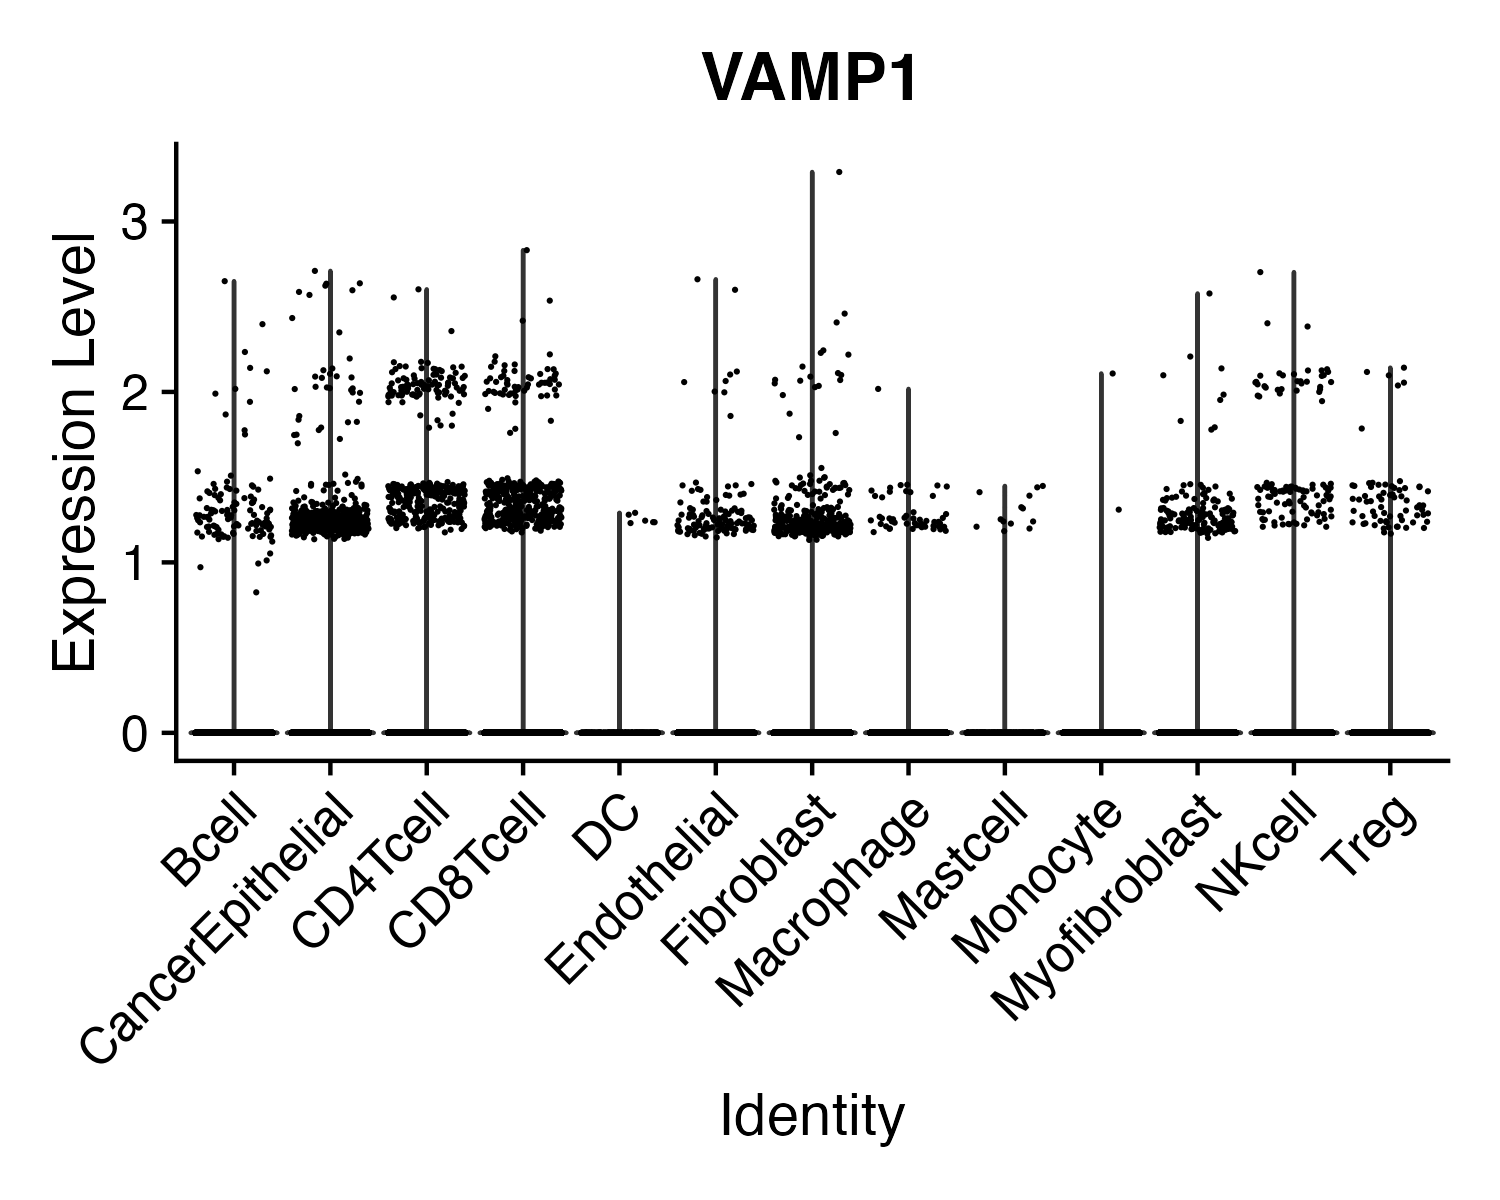 VAMP1
Expression Level
3
2
1
0
Bcell
CancerEpithelial
CD4Tcell
CD8Tcell
DC
Endothelial
Fibroblast
Macrophage
Mastcell
Monocyte
Myofibroblast
NKcell
Treg
Identity